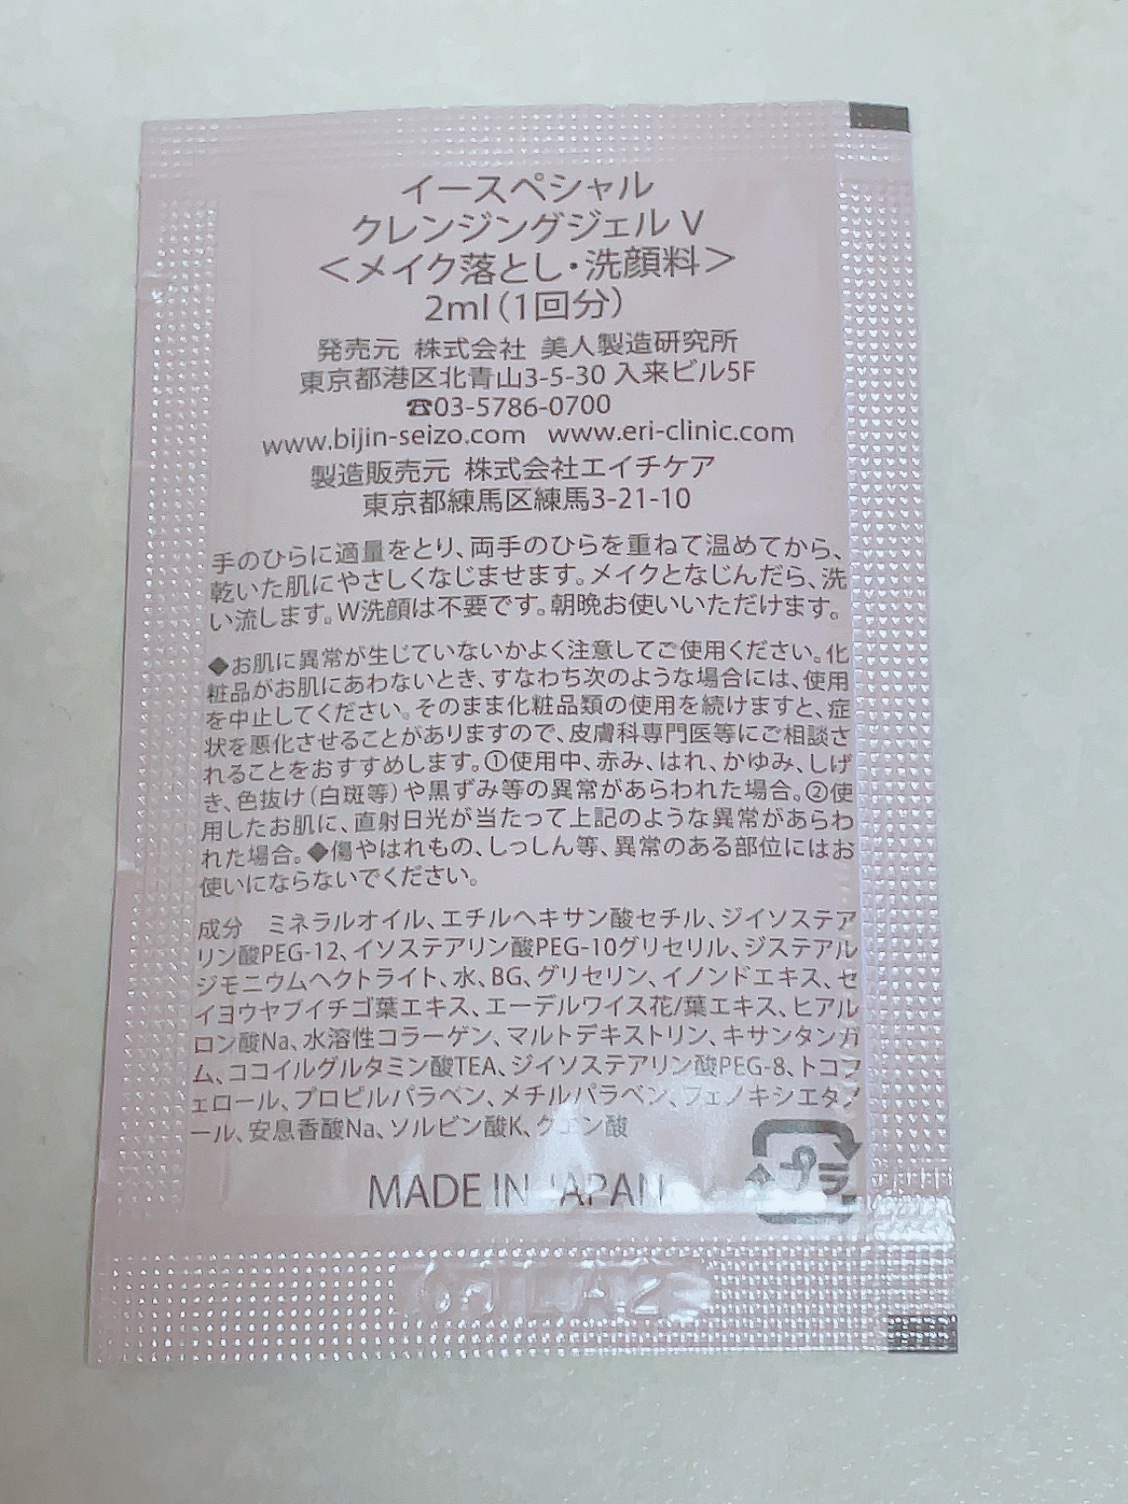 イースペシャル
クレンジングジェル V
＜メイク落とし・洗顔料＞
2ml（1回分）
発売元 株式会社 美人製造研究所
東京都港区北青山3-5-30 入来ビル5F
☎03-5786-0700
www.bijin-seizo.com www.eri-clinic.com
製造販売元 株式会社エイチケア
東京都練馬区練馬3-21-10
手のひらに適量をとり、両手のひらを重ねて温めてから、
乾いた肌にやさしくなじませます。メイクとなじんだら、洗
い流します。W洗顔は不要です。朝晩お使いいただけます。
◆お肌に異常が生じていないかよく注意してご使用ください。化
粧品がお肌にあわないとき、すなわち次のような場合には、使用
を中止してください。そのまま化粧品類の使用を続けますと、症
状を悪化させることがありますので、皮膚科専門医等にご相談さ
れることをおすすめします。①使用中、赤み、はれ、かゆみ、しげ
き、色抜け（白斑等）や黒ずみ等の異常があらわれた場合。②使
用したお肌に、直射日光が当たって上記のような異常があらわ
れた場合。◆傷やはれもの、しっしん等、異常のある部位にはお
使いにならないでください。
成分 ミネラルオイル、エチルヘキサン酸セチル、ジイソステア
リン酸PEG-12、イソステアリン酸PEG-10グリセリル、ジステアル
ジモニウムヘクトライト、水、BG、グリセリン、イノンドエキス、セ
イヨウヤブイチゴ葉エキス、エーデルワイス花/葉エキス、ヒアル
ロン酸Na、水溶性コラーゲン、マルトデキストリン、キサンタンガ
ム、ココイルグルタミン酸TEA、ジイソステアリン酸PEG-8、トコフ
ェロール、プロピルパラベン、メチルパラベン、フェノキシエタノ
ール、安息香酸Na、ソルビン酸K、クエン酸
プラ
MADE IN JAPAN